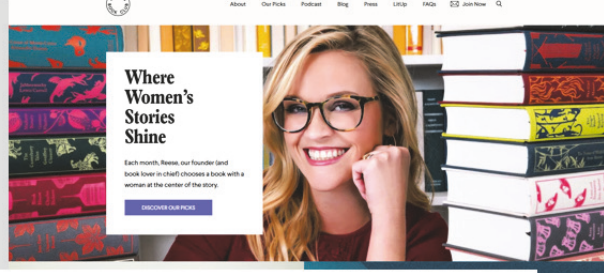 About Our Picks Podcast Blog Press LitUp FAQs Join Now
Where
Women's
Stories
Shine
Each month, Reese, our founder (and
book lover in chief) chooses a book with a
woman at the center of the story.
DISCOVER OUR PICKS